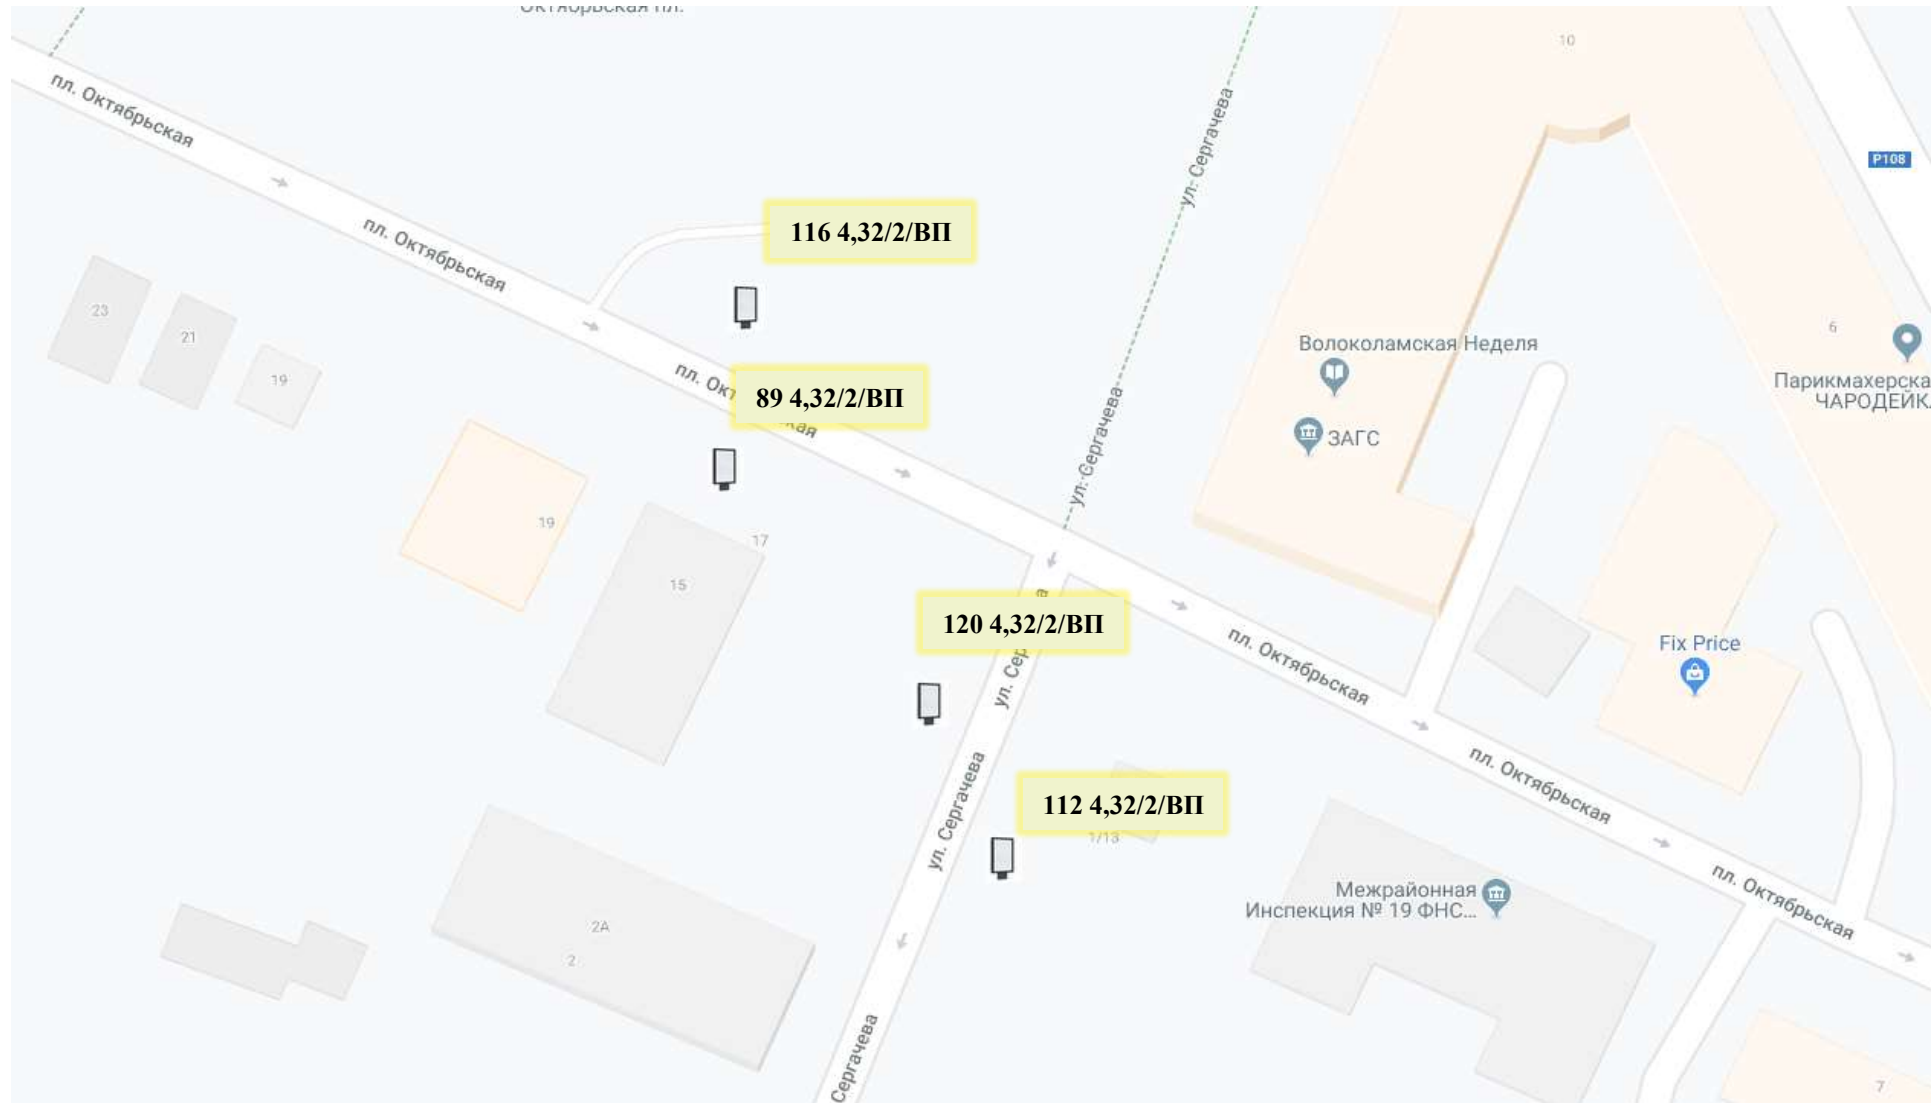 Октябрьская пл.
10
пл. Октябрьская
ул. Сергачева
P108
116 4,32/2/ВП
пл. Октябрьская
23
21
19
6
Волоколамская Неделя
Парикмахерска
ЧАРОДЕЙК
89 4,32/2/ВП
ЗАГС
ул. Сергачева
19
17
15
120 4,32/2/ВП
пл. Октябрьская
Fix Price
ул. Сергачева
пл. Октябрьская
112 4,32/2/ВП
1/13
Межрайонная
Инспекция № 19 ФНС...
пл. Октябрьская
2А
2
Сергачева
7